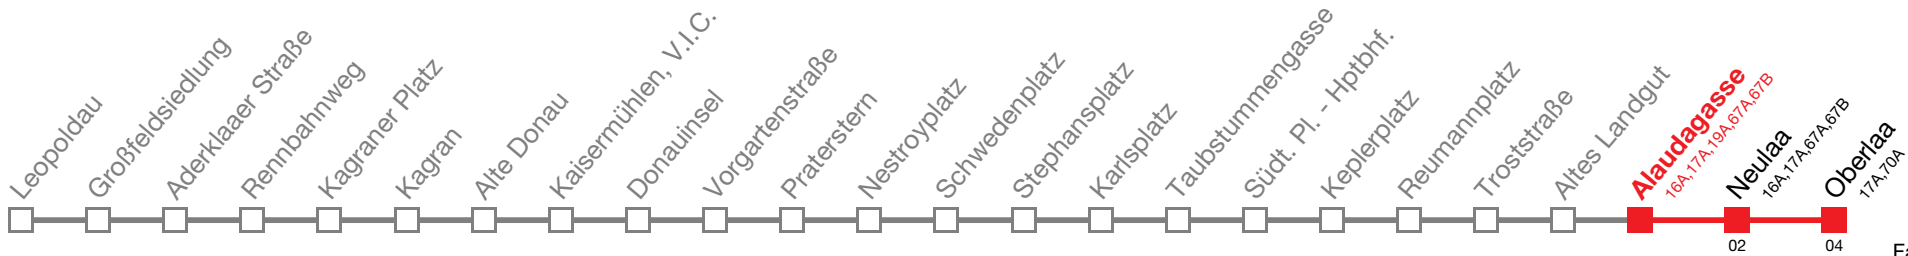 Leopoldau
Großfeldsiedlung
Aderklaaer Straße
Rennbahnweg
Kagraner Platz
Kagran
Alte Donau
Kaisermühlen, V.I.C.
Donauinsel
Vorgartenstraße
Praterstern
Nestroyplatz
Schwedenplatz
Stephansplatz
Karlsplatz
Taubstummengasse
Südt. Pl. - Hptbhf.
Keplerplatz
Reumannplatz
Troststraße
Altes Landgut
Alaudagasse
16A,17A,19A,67A,67B
Neulaa
16A,17A,67A,67B
Oberlaa
17A,70A
02
04